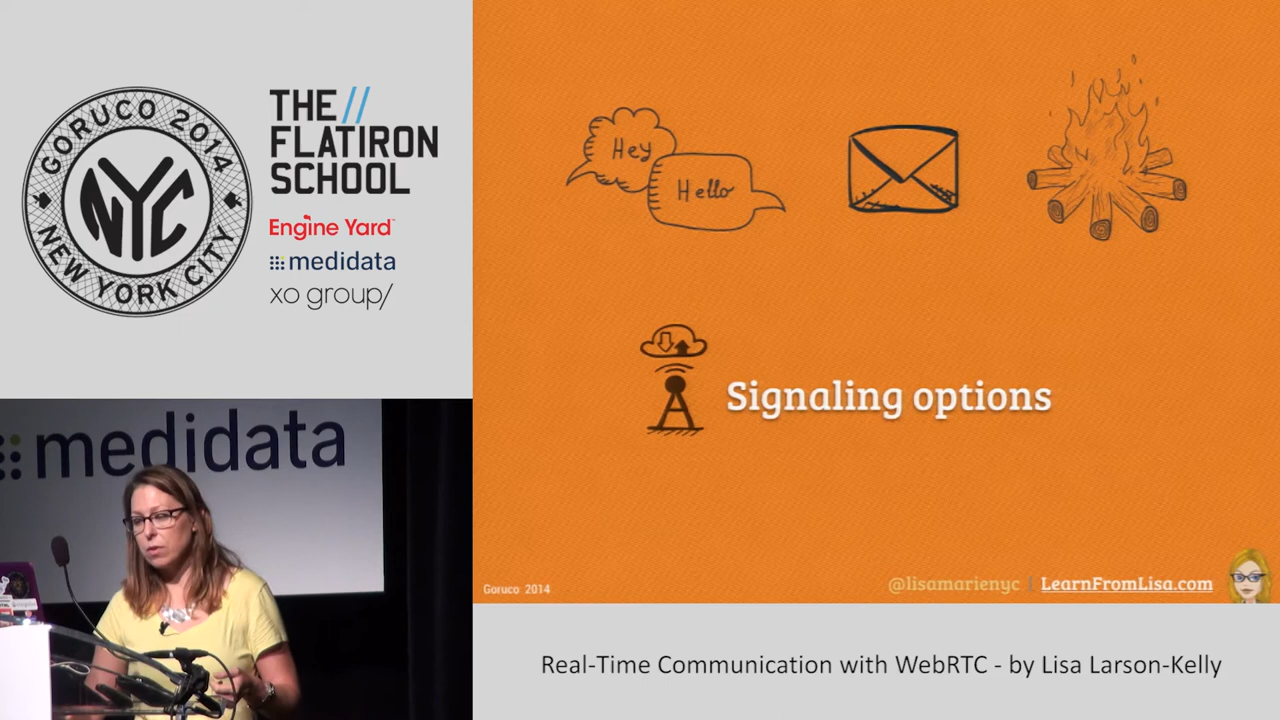 GORUCO 2014
NYC
NEW YORK CITY
THE //
FLATIRON
SCHOOL
Engine Yard
medidata
xo group/
medidata
Hey
Hello
Signaling options
Goruco 2014
@lisamarienyc | LearnFromLisa.com
Real-Time Communication with WebRTC - by Lisa Larson-Kelly